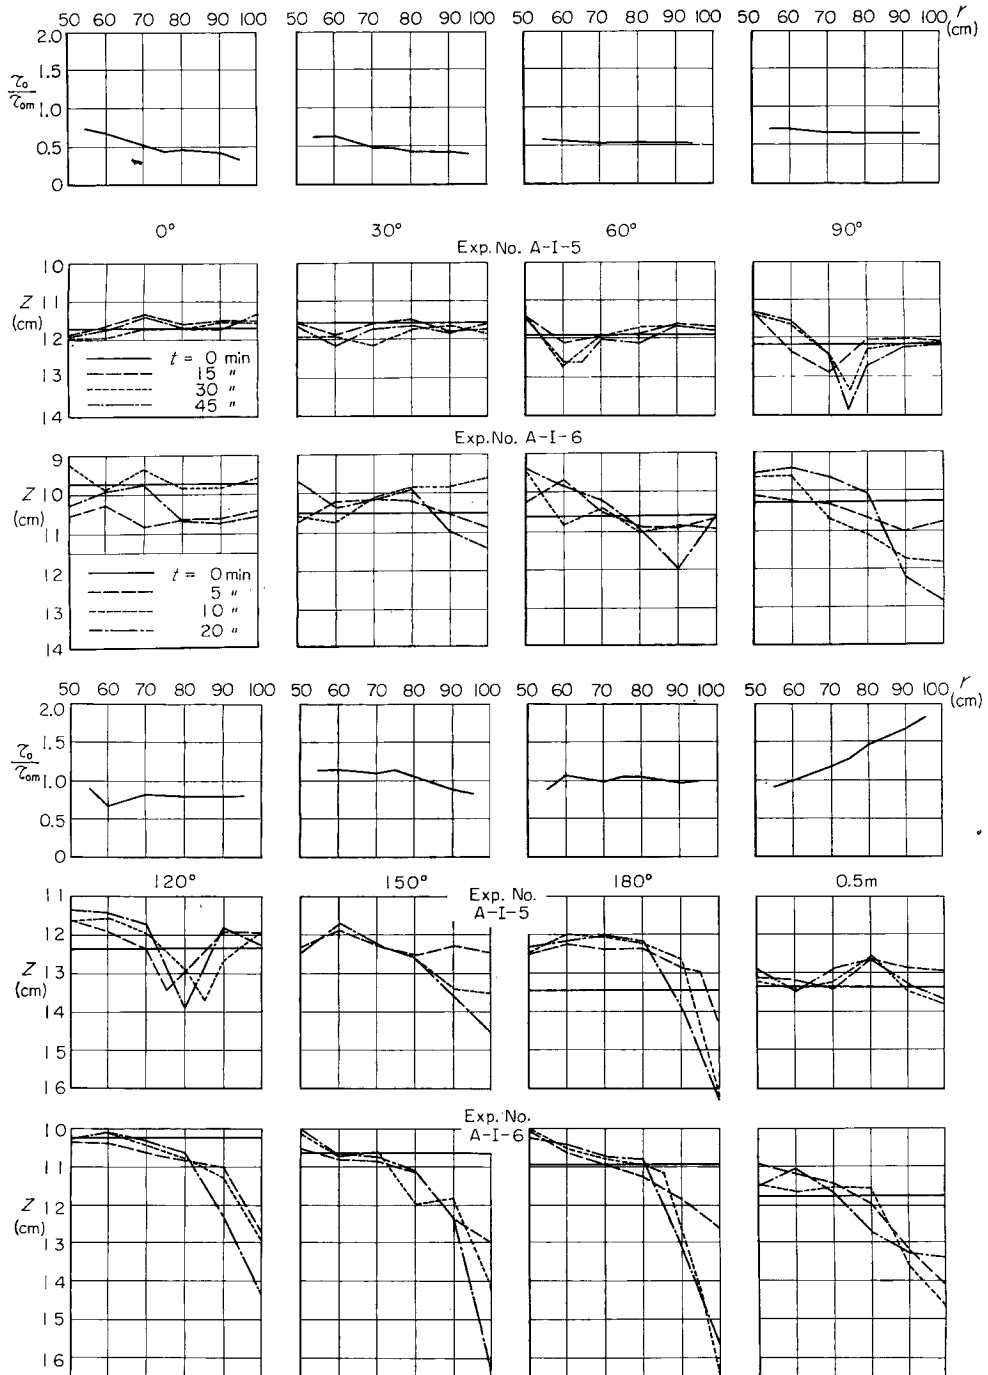 50 60 70 80 90 100 50 60 70 80 90 100 50 60 70 80 90 100 50 60 70 80 90 100 r (cm)
2.0
1.5
τo/τom 1.0
0.5
0
0° 30° 60° 90°
Exp. No. A-I-5
10
11
Z (cm)
12
13
14
t = 0 min
15 "
30 "
45 "
Exp. No. A-I-6
9
Z 10
(cm)
11
12
13
14
t = 0 min
5 "
10 "
20 "
50 60 70 80 90 100 50 60 70 80 90 100 50 60 70 80 90 100 50 60 70 80 90 100 r (cm)
2.0
1.5
τo/τom 1.0
0.5
0
120° 150° 180° 0.5m
Exp. No.
A-I-5
11
12
Z 13
(cm)
14
15
16
Exp. No.
A-I-6
10
11
Z 12
(cm)
13
14
15
16